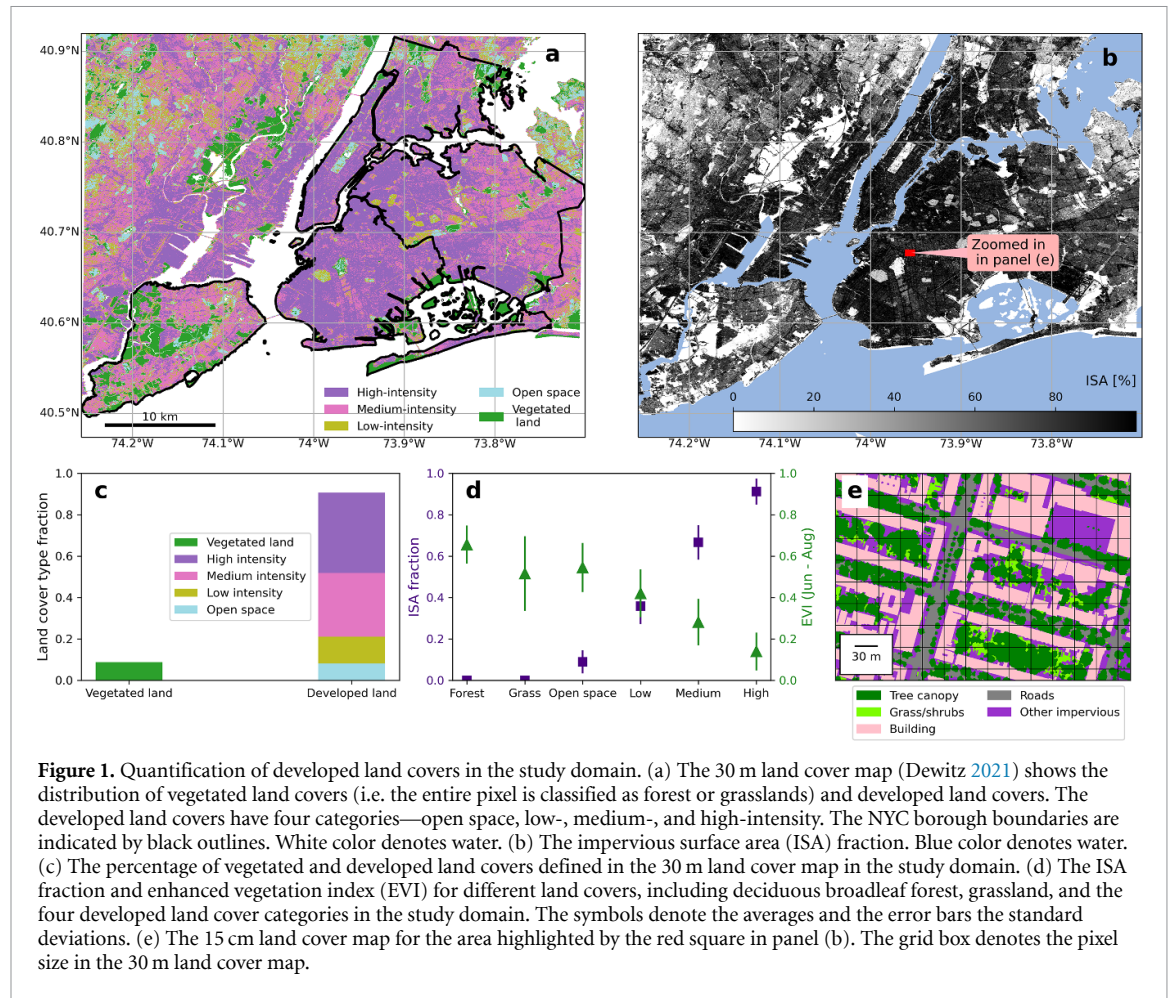 a
40.9°N
40.8°N
40.7°N
40.6°N
40.5°N
10 km
High-intensity
Medium-intensity
Low-intensity
Open space
Vegetated
land
74.2°W 74.1°W 74°W 73.9°W 73.8°W
b
Zoomed in
in panel (e)
ISA [%]
0 20 40 60 80
74.2°W 74.1°W 74°W 73.9°W 73.8°W
c
Land cover type fraction
1.0
0.8
0.6
0.4
0.2
0.0
Vegetated land
High intensity
Medium intensity
Low intensity
Open space
Vegetated land Developed land
d
ISA fraction
1.0
0.8
0.6
0.4
0.2
0.0
Forest Grass Open space Low Medium High
1.0
0.8
0.6
0.4
0.2
0.0
EVI (Jun - Aug)
e
30 m
Tree canopy
Grass/shrubs
Building
Roads
Other impervious
Figure 1. Quantification of developed land covers in the study domain. (a) The 30 m land cover map (Dewitz 2021) shows the
distribution of vegetated land covers (i.e. the entire pixel is classified as forest or grasslands) and developed land covers. The
developed land covers have four categories—open space, low-, medium-, and high-intensity. The NYC borough boundaries are
indicated by black outlines. White color denotes water. (b) The impervious surface area (ISA) fraction. Blue color denotes water.
(c) The percentage of vegetated and developed land covers defined in the 30 m land cover map in the study domain. (d) The ISA
fraction and enhanced vegetation index (EVI) for different land covers, including deciduous broadleaf forest, grassland, and the
four developed land cover categories in the study domain. The symbols denote the averages and the error bars the standard
deviations. (e) The 15 cm land cover map for the area highlighted by the red square in panel (b). The grid box denotes the pixel
size in the 30 m land cover map.